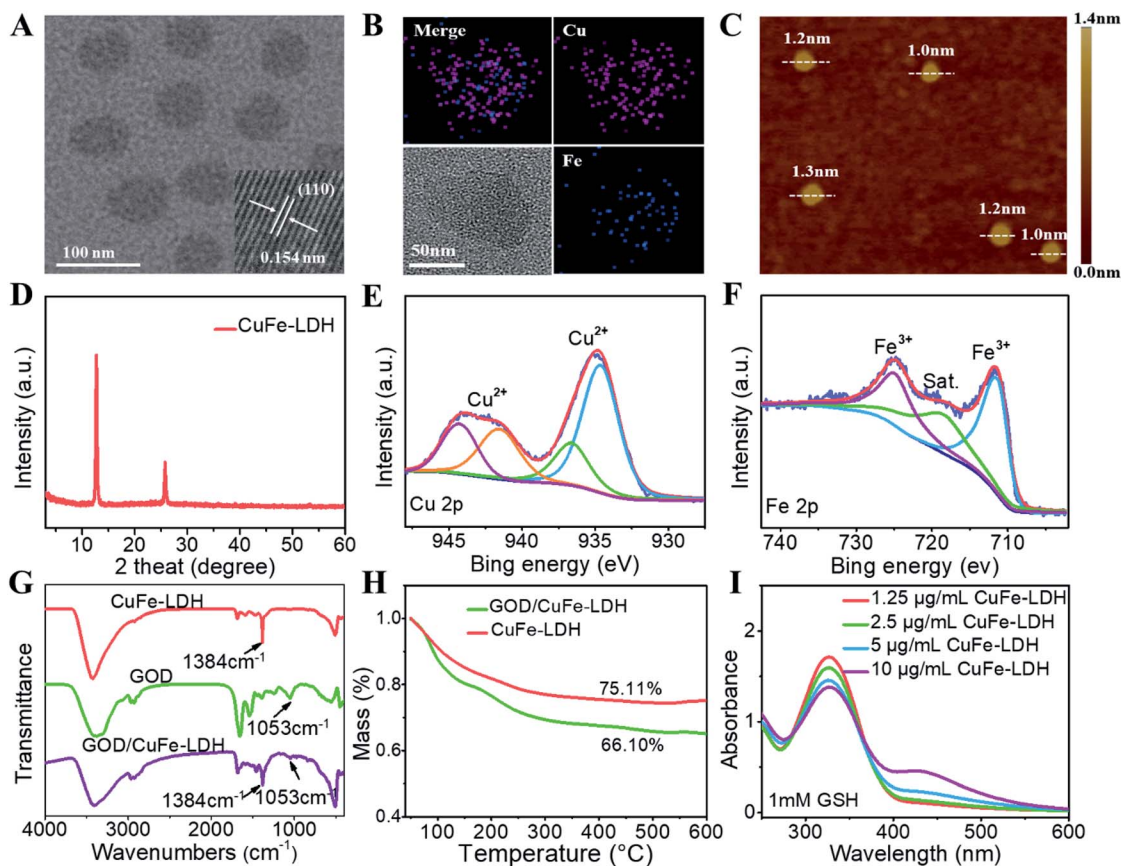 A
(110)
0.154 nm
100 nm
B
Merge
Cu
Fe
50nm
C
1.2nm
1.0nm
1.3nm
1.2nm
1.0nm
1.4nm
0.0nm
D
CuFe-LDH
Intensity (a.u.)
10 20 30 40 50 60
2 theat (degree)
E
Cu²⁺
Cu²⁺
Intensity (a.u.)
Cu 2p
945 940 935 930
Bing energy (eV)
F
Fe³⁺
Sat.
Fe³⁺
Intensity (a.u.)
Fe 2p
740 730 720 710
Bing energy (ev)
G
CuFe-LDH
1384cm⁻¹
GOD
1053cm⁻¹
GOD/CuFe-LDH
1384cm⁻¹
1053cm⁻¹
Transmittance
4000 3000 2000 1000
Wavenumbers (cm⁻¹)
H
GOD/CuFe-LDH
CuFe-LDH
75.11%
66.10%
Mass (%)
1.0
0.8
0.6
0.4
100 200 300 400 500 600
Temperature (°C)
I
1.25 μg/mL CuFe-LDH
2.5 μg/mL CuFe-LDH
5 μg/mL CuFe-LDH
10 μg/mL CuFe-LDH
Absorbance
2
1
0
1mM GSH
300 400 500 600
Wavelength (nm)